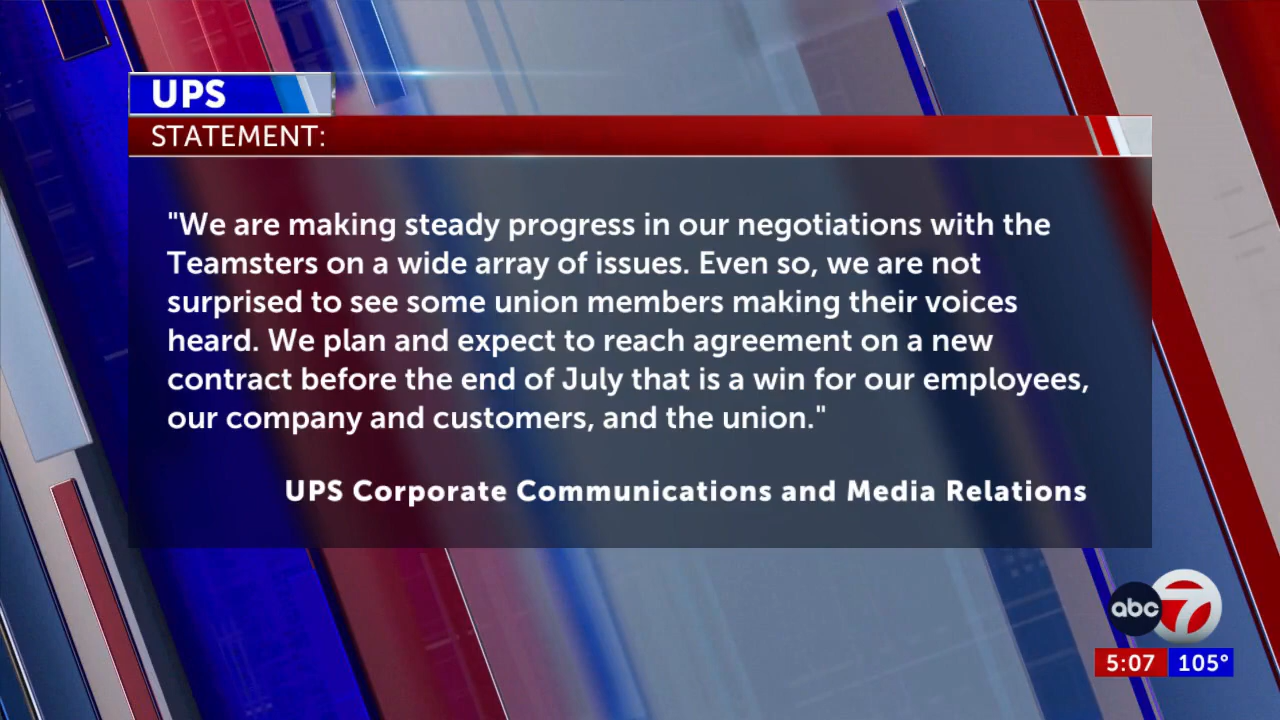 UPS
STATEMENT:
"We are making steady progress in our negotiations with the
Teamsters on a wide array of issues. Even so, we are not
surprised to see some union members making their voices
heard. We plan and expect to reach agreement on a new
contract before the end of July that is a win for our employees,
our company and customers, and the union."
UPS Corporate Communications and Media Relations
abc 7
5:07 105°